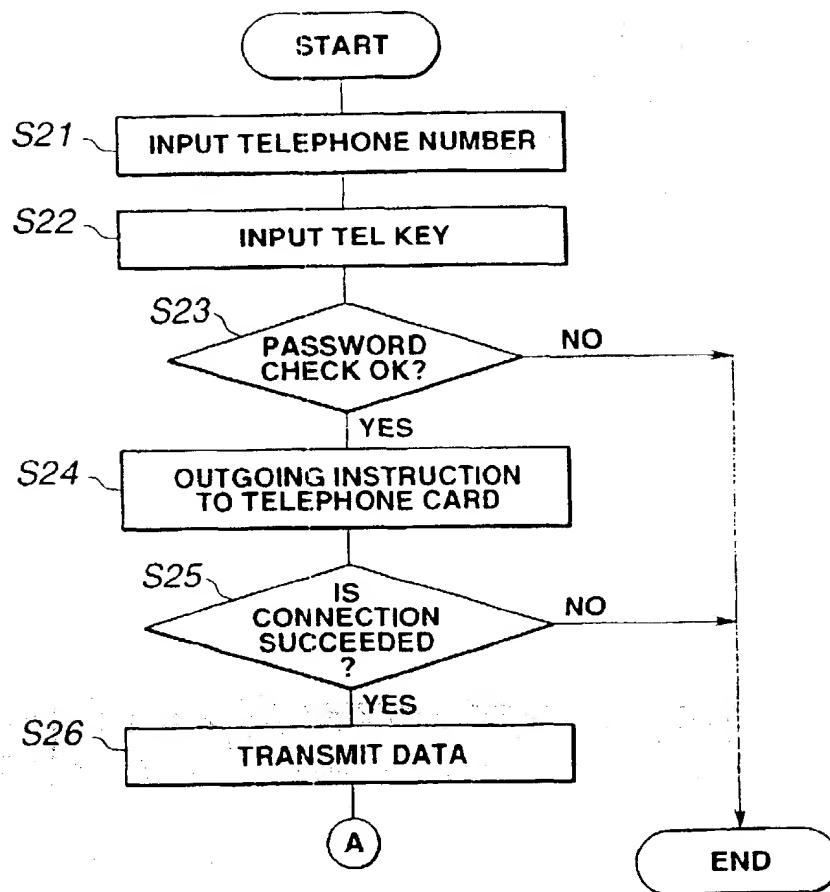 START
S21
INPUT TELEPHONE NUMBER
S22
INPUT TEL KEY
S23
PASSWORD
CHECK OK?
NO
YES
S24
OUTGOING INSTRUCTION
TO TELEPHONE CARD
S25
IS
CONNECTION
SUCCEEDED
?
NO
YES
S26
TRANSMIT DATA
A
END